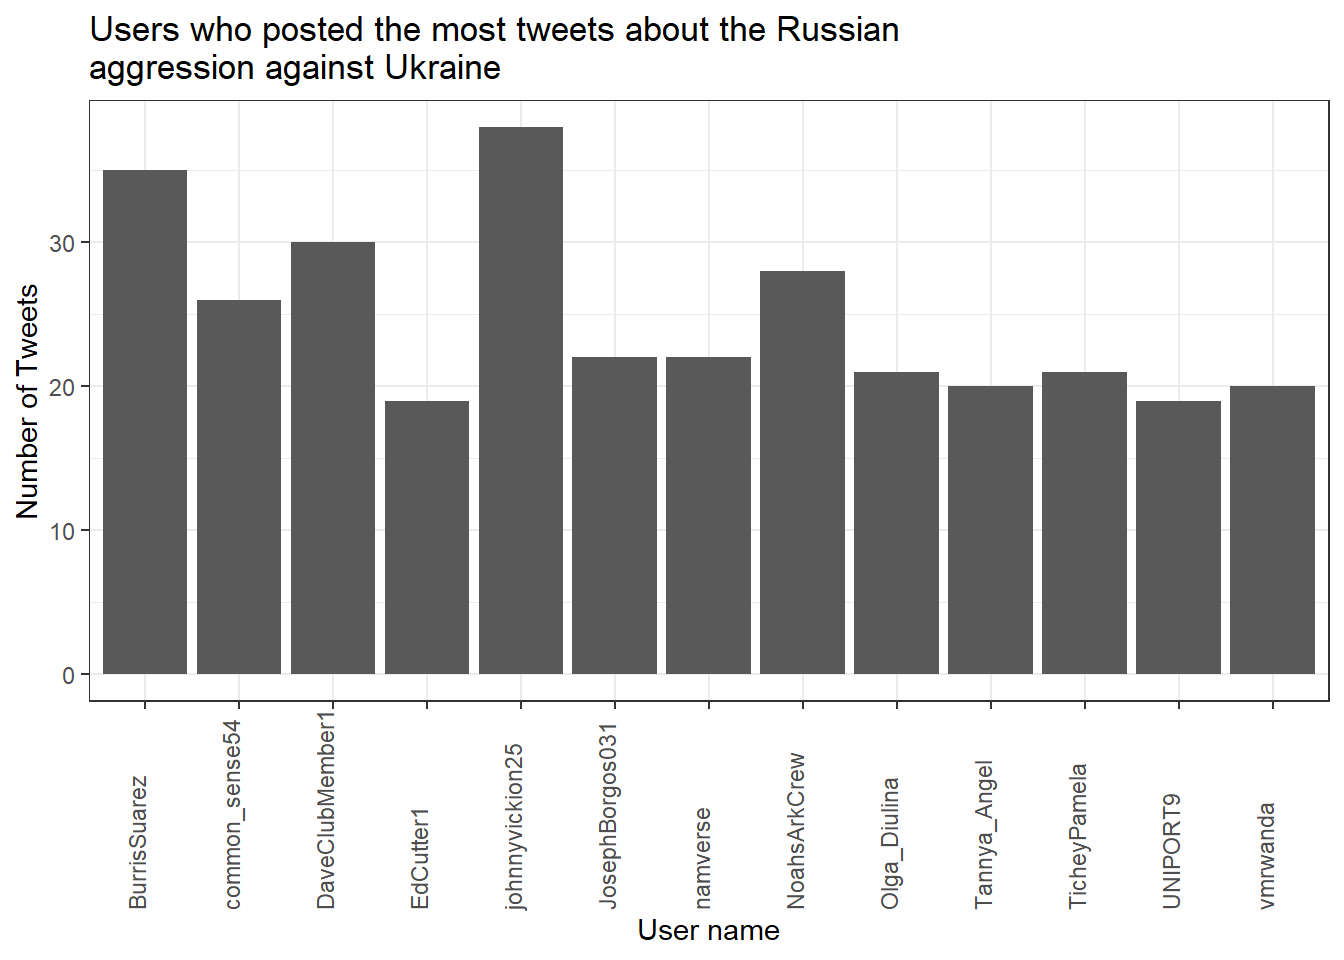 Users who posted the most tweets about the Russian
aggression against Ukraine
Number of Tweets
30
20
10
0
BurrisSuarez
common_sense54
DaveClubMember1
EdCutter1
johnnyvickion25
JosephBorgos031
namverse
NoahsArkCrew
Olga_Diulina
Tannya_Angel
TicheyPamela
UNIPORT9
vmrwanda
User name